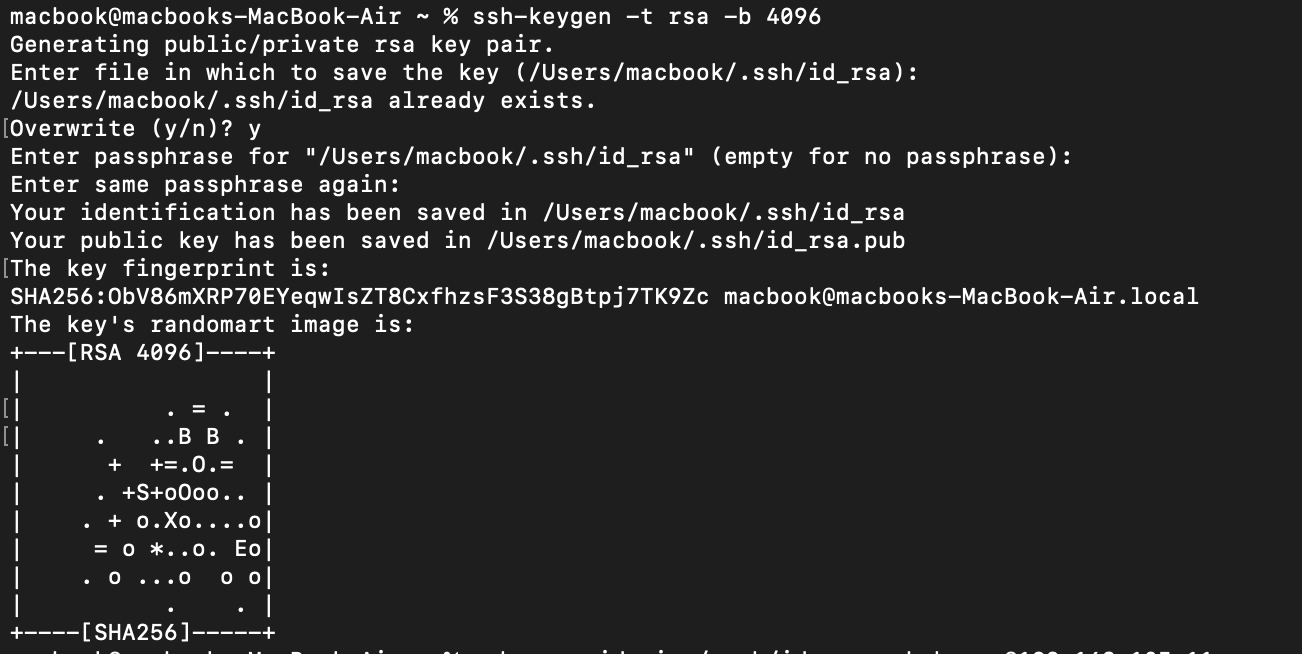 macbook@macbooks-MacBook-Air ~ % ssh-keygen -t rsa -b 4096
Generating public/private rsa key pair.
Enter file in which to save the key (/Users/macbook/.ssh/id_rsa):
/Users/macbook/.ssh/id_rsa already exists.
[Overwrite (y/n)? y
Enter passphrase for "/Users/macbook/.ssh/id_rsa" (empty for no passphrase):
Enter same passphrase again:
Your identification has been saved in /Users/macbook/.ssh/id_rsa
Your public key has been saved in /Users/macbook/.ssh/id_rsa.pub
[The key fingerprint is:
SHA256:ObV86mXRP70EYeqwIsZT8CxfhzsF3S38gBtpj7TK9Zc macbook@macbooks-MacBook-Air.local
The key's randomart image is:
+---[RSA 4096]----+
|                 |
[|          . = .  |
[|     .   ..B B . |
|      +  +=.O.=  |
|     . +S+oOoo.. |
|    . + o.Xo....o|
|     = o *..o. Eo|
|    . o ...o  o o|
|          .    . |
+----[SHA256]-----+